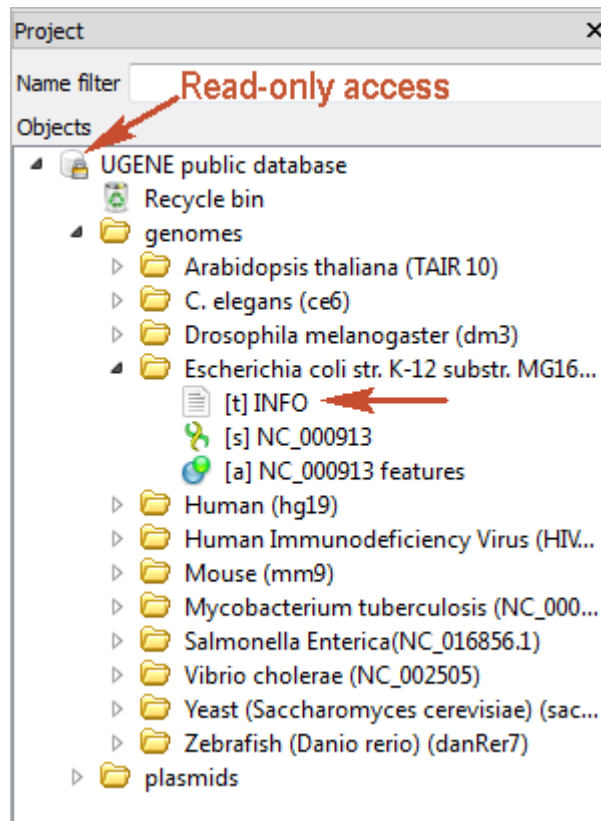 Project
Name filter
Read-only access
Objects
UGENE public database
Recycle bin
genomes
Arabidopsis thaliana (TAIR 10)
C. elegans (ce6)
Drosophila melanogaster (dm3)
Escherichia coli str. K-12 substr. MG16...
[t] INFO
[s] NC_000913
[a] NC_000913 features
Human (hg19)
Human Immunodeficiency Virus (HIV...
Mouse (mm9)
Mycobacterium tuberculosis (NC_000...
Salmonella Enterica(NC_016856.1)
Vibrio cholerae (NC_002505)
Yeast (Saccharomyces cerevisiae) (sac...
Zebrafish (Danio rerio) (danRer7)
plasmids